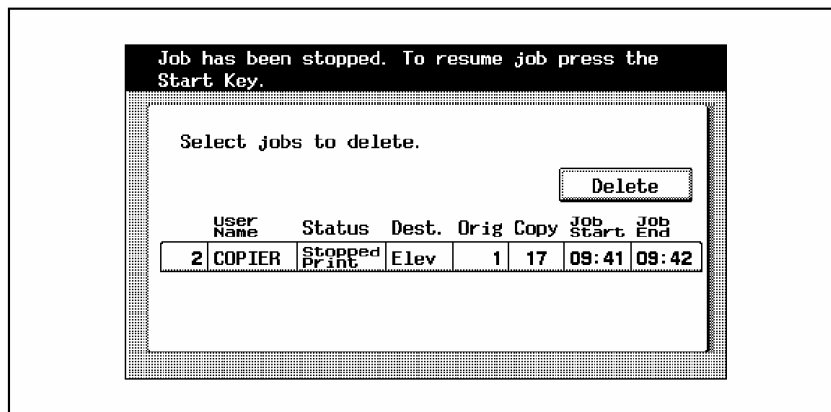 Job has been stopped. To resume job press the
Start Key.
Select jobs to delete.
Delete
User Name Status Dest. Orig Copy Job Start Job End
2 COPIER Stopped Print Elev 1 17 09:41 09:42